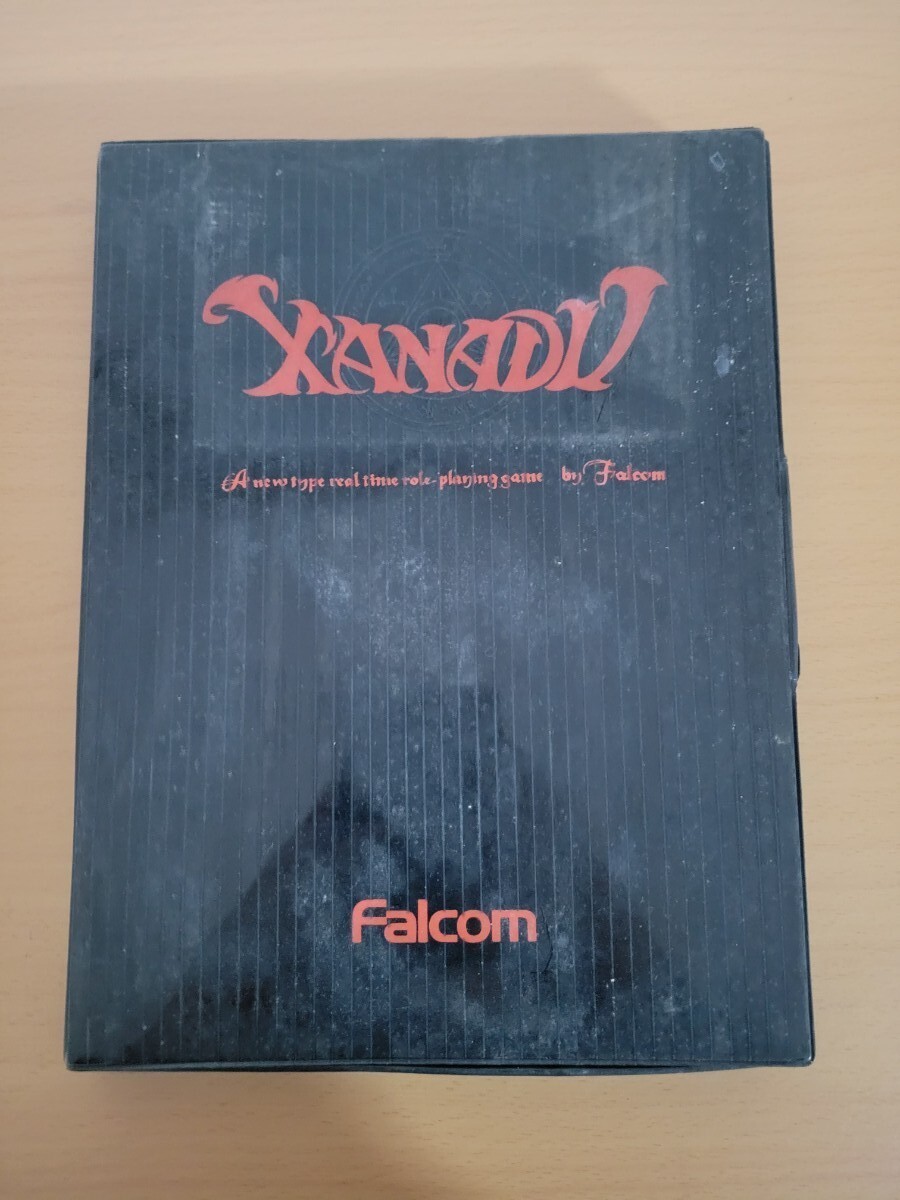 XANADU
A new type real time role-playing game by Falcom
Falcom